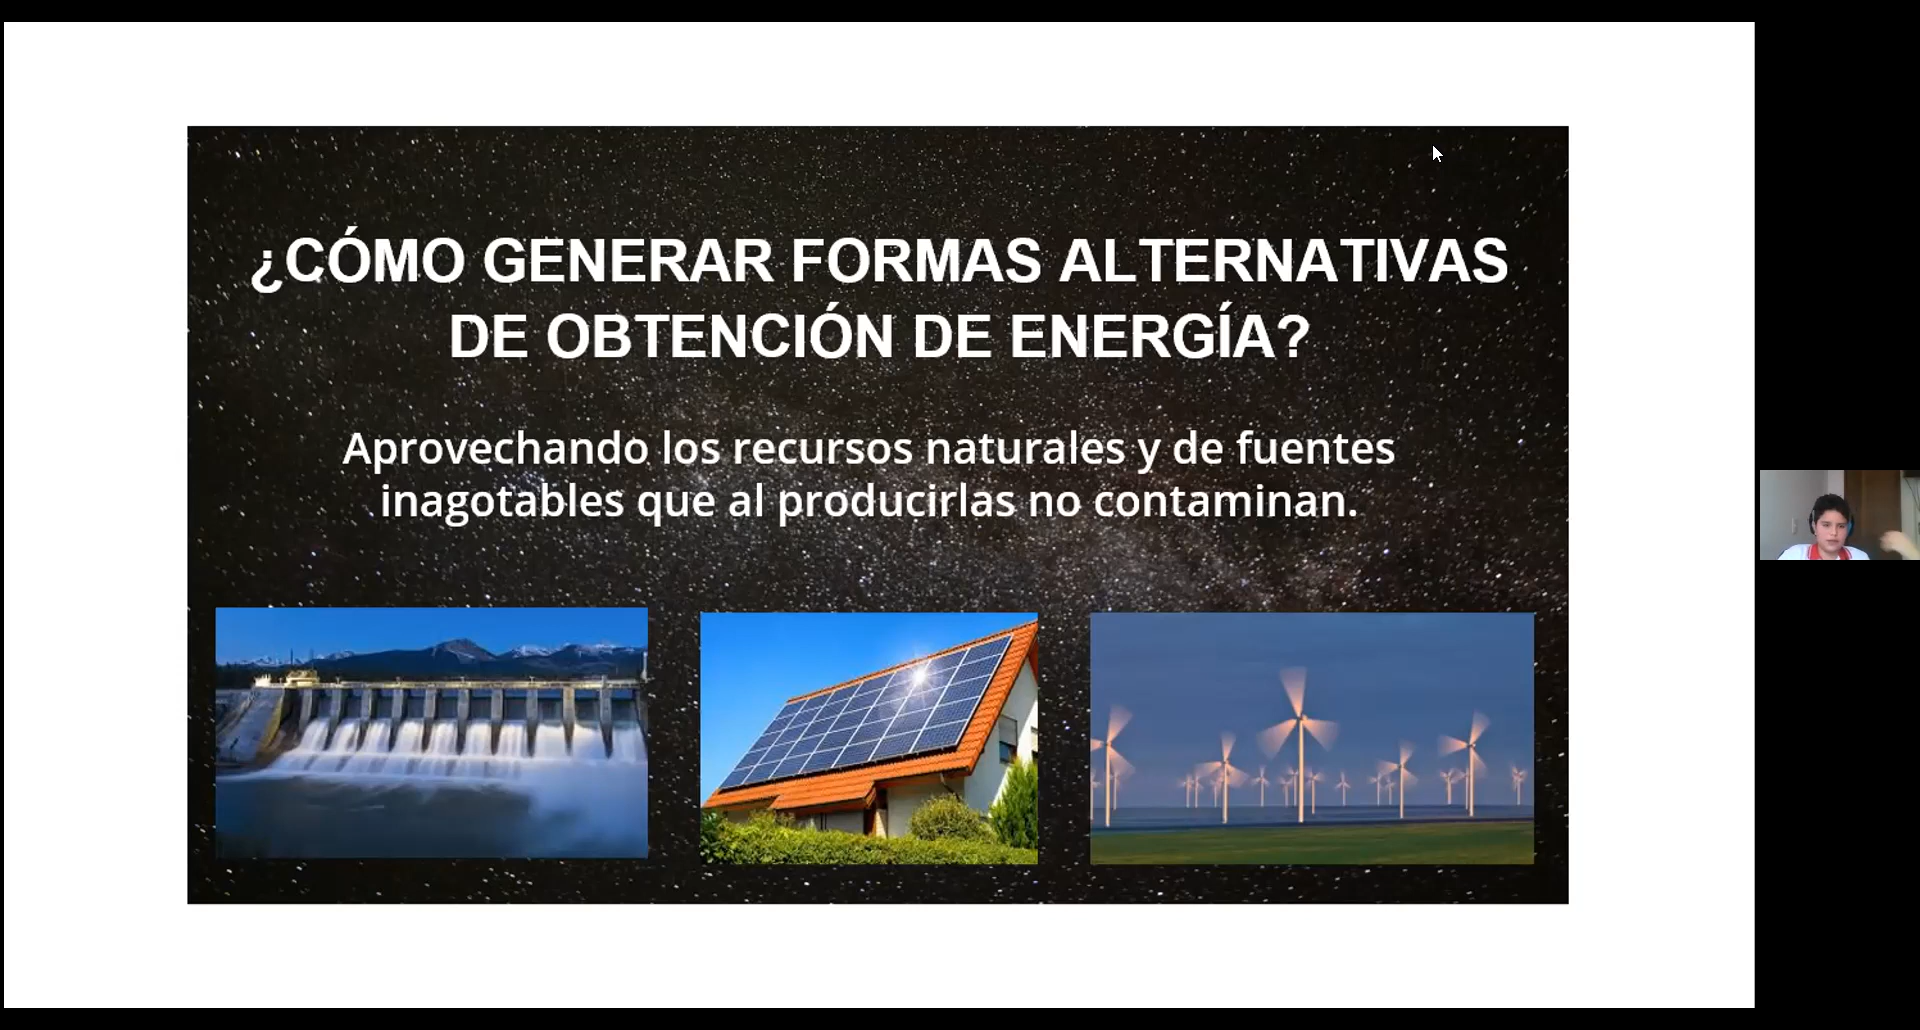 ¿CÓMO GENERAR FORMAS ALTERNATIVAS
DE OBTENCIÓN DE ENERGÍA?
Aprovechando los recursos naturales y de fuentes
inagotables que al producirlas no contaminan.